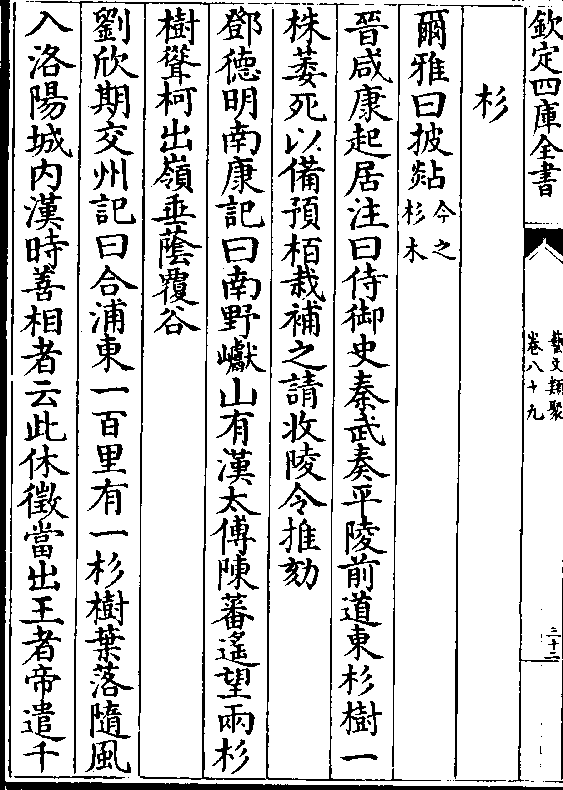 欽定四庫全書
藝文類聚
卷八十九
三十二
杉
爾雅曰披煔今之
杉木
晉咸康起居注曰侍御史秦武奏平陵前道東杉樹一
株萎死以備預栢栽補之請收陵令推劾
鄧德明南康記曰南野巘山有漢太傅陳蕃遙望兩杉
樹聳柯出嶺垂蔭覆谷
劉欣期交州記曰合浦東一百里有一杉樹葉落隨風
入洛陽城内漢時善相者云此休徵當出王者帝遣千